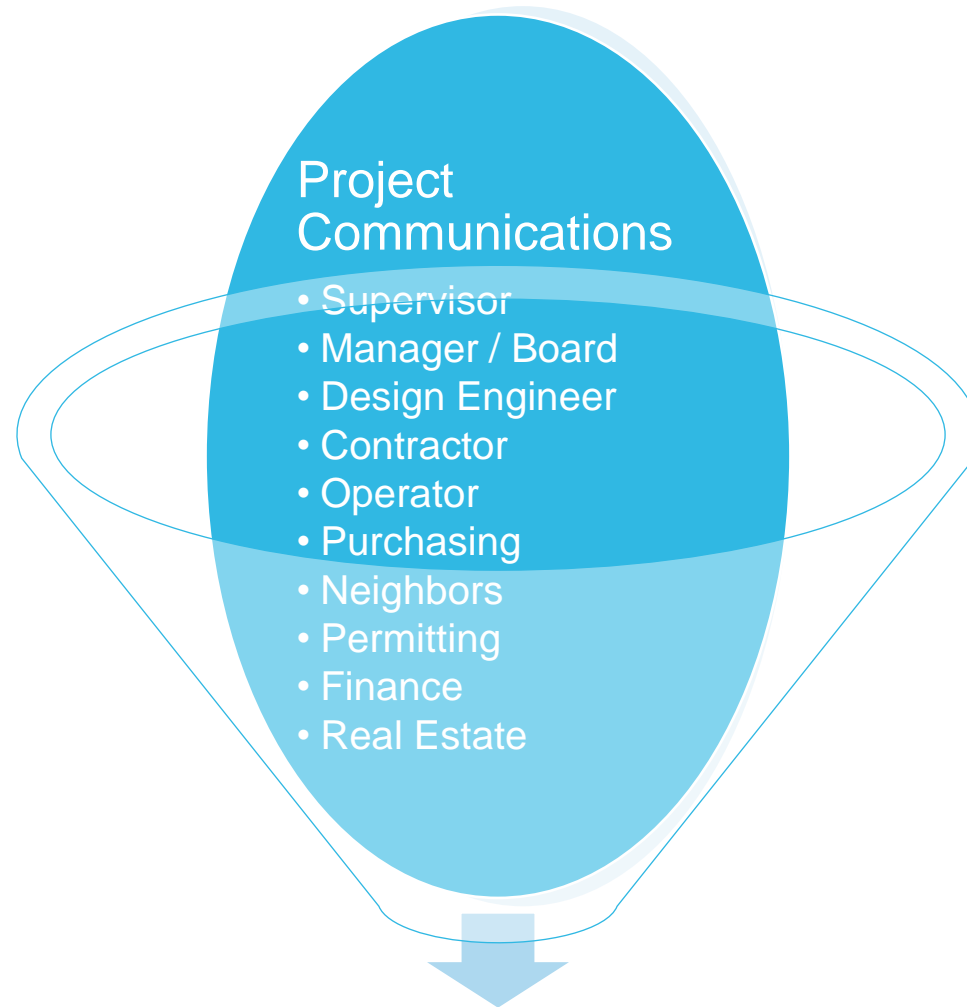 Project
Communications
• Supervisor
• Manager / Board
• Design Engineer
• Contractor
• Operator
• Purchasing
• Neighbors
• Permitting
• Finance
• Real Estate